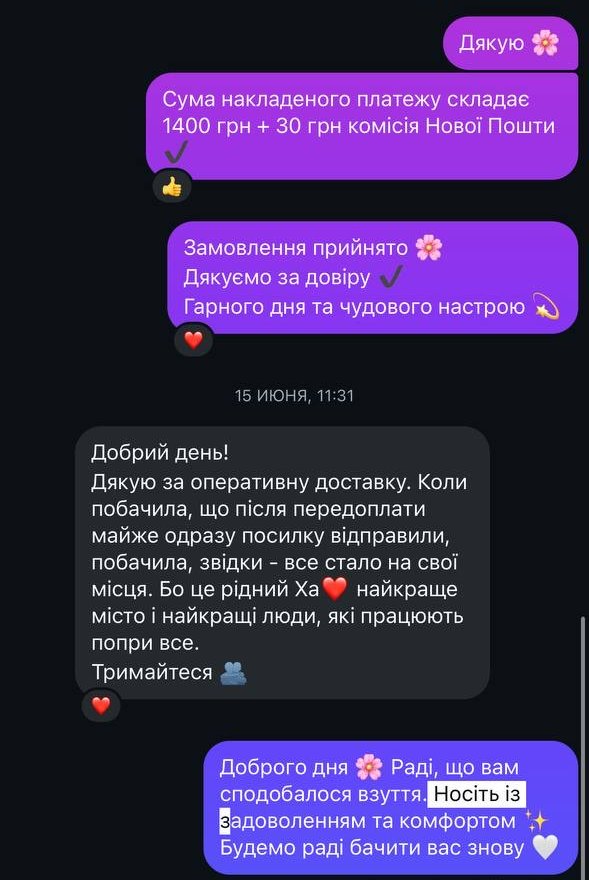 Дякую 🌸
Сума накладеного платежу складає
1400 грн + 30 грн комісія Нової Пошти
✔️
👍
Замовлення прийнято 🌸
Дякуємо за довіру ✔️
Гарного дня та чудового настрою 💫
❤️
15 ИЮНЯ, 11:31
Добрий день!
Дякую за оперативну доставку. Коли
побачила, що після передоплати
майже одразу посилку відправили,
побачила, звідки - все стало на свої
місця. Бо це рідний Ха❤️ найкраще
місто і найкращі люди, які працюють
попри все.
Тримайтеся 🫂
❤️
Доброго дня 🌸 Раді, що вам
сподобалося взуття. Носіть із
задоволенням та комфортом ✨
Будемо раді бачити вас знову 🤍